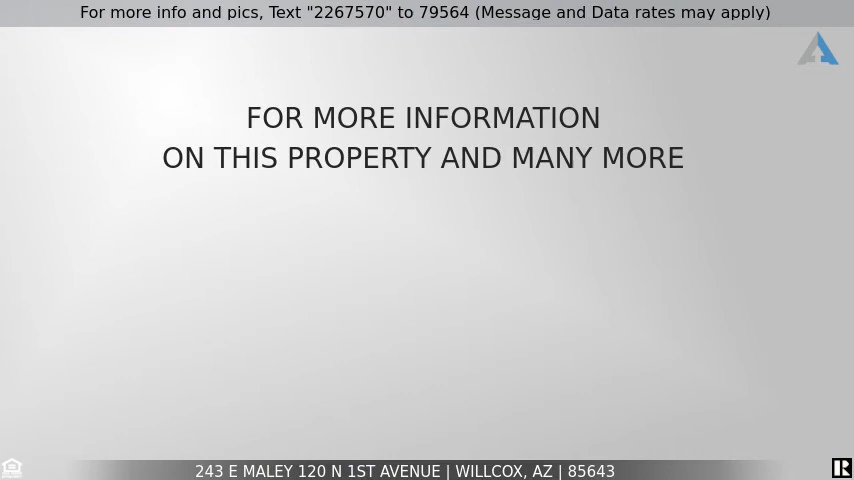 For more info and pics, Text "2267570" to 79564 (Message and Data rates may apply)
FOR MORE INFORMATION
ON THIS PROPERTY AND MANY MORE
243 E MALEY 120 N 1ST AVENUE | WILLCOX, AZ | 85643